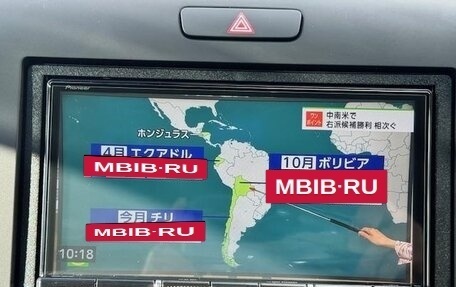 Pioneer
ワン
ポイント
中南米で
右派候補勝利 相次ぐ
ホンジュラス
4月 エクアドル
MBIB·RU
10月 ボリビア
MBIB·RU
今月 チリ
MBIB·RU
10:18